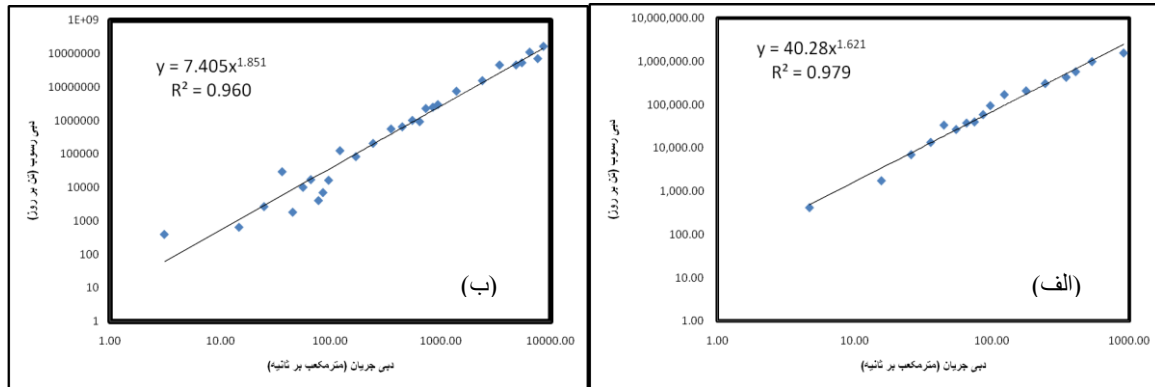 10,000,000.00
1,000,000.00
100,000.00
10,000.00
1,000.00
100.00
10.00
1.00
1.00
10.00
100.00
1000.00
y = 40.28x^1.621
R² = 0.979
(الف)
دبی رسوب (تن بر روز)
دبی جریان (مترمکعب بر ثانیه)
1E+09
10000000
10000000
1000000
100000
10000
1000
100
10
1
1.00
10.00
100.00
1000.00
10000.00
y = 7.405x^1.851
R² = 0.960
(ب)
دبی رسوب (تن بر روز)
دبی جریان (مترمکعب بر ثانیه)